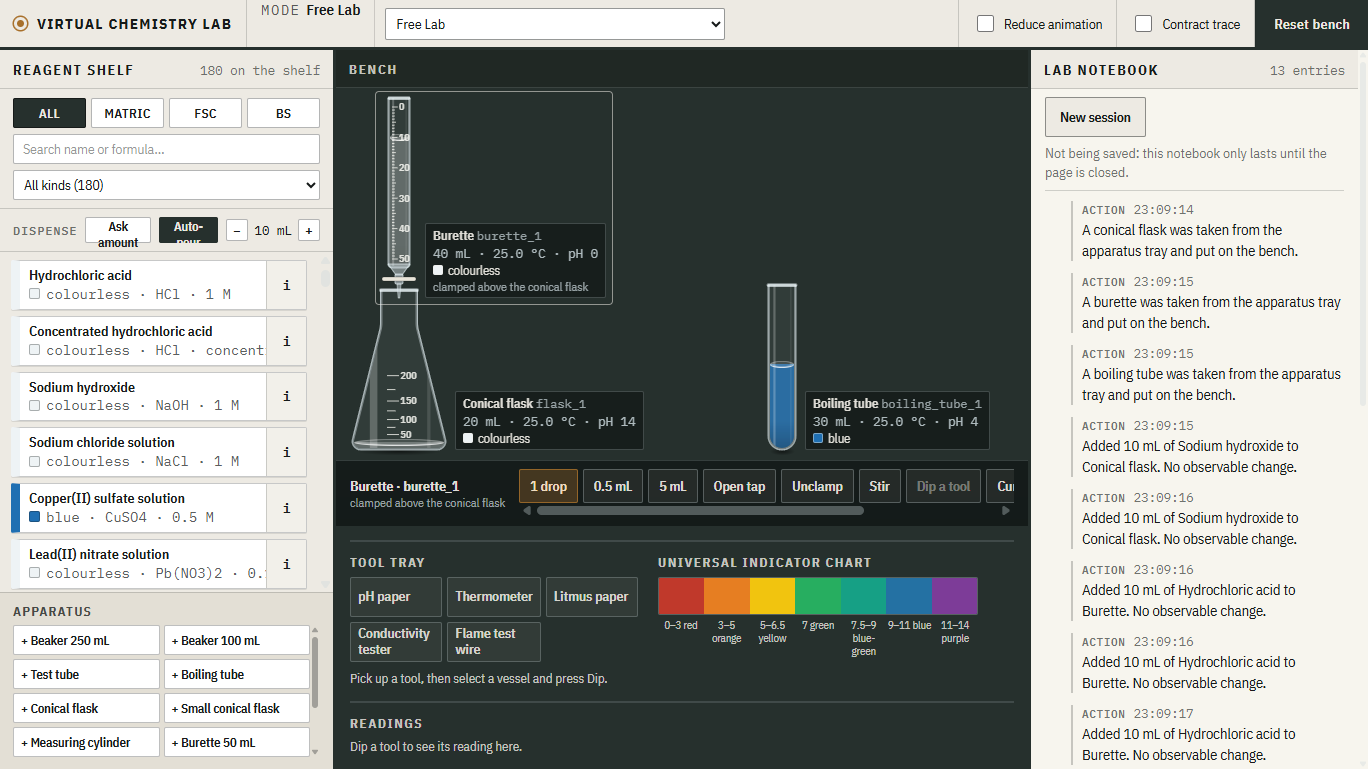 VIRTUAL CHEMISTRY LAB
MODE Free Lab
Free Lab
Reduce animation
Contract trace
Reset bench
REAGENT SHELF
180 on the shelf
ALL
MATRIC
FSC
BS
Search name or formula...
All kinds (180)
DISPENSE
Ask amount
Auto-pour
−
10 mL
+
Hydrochloric acid
colourless · HCl · 1 M
i
Concentrated hydrochloric acid
colourless · HCl · concent
i
Sodium hydroxide
colourless · NaOH · 1 M
i
Sodium chloride solution
colourless · NaCl · 1 M
i
Copper(II) sulfate solution
blue · CuSO4 · 0.5 M
i
Lead(II) nitrate solution
colourless · Pb(NO3)2 · 0.
i
APPARATUS
+ Beaker 250 mL
+ Beaker 100 mL
+ Test tube
+ Boiling tube
+ Conical flask
+ Small conical flask
+ Measuring cylinder
+ Burette 50 mL
BENCH
0
10
20
30
40
50
Burette burette_1
40 mL · 25.0 °C · pH 0
colourless
clamped above the conical flask
200
150
100
50
Conical flask flask_1
20 mL · 25.0 °C · pH 14
colourless
Boiling tube boiling_tube_1
30 mL · 25.0 °C · pH 4
blue
Burette · burette_1
clamped above the conical flask
1 drop
0.5 mL
5 mL
Open tap
Unclamp
Stir
Dip a tool
Cu
TOOL TRAY
pH paper
Thermometer
Litmus paper
Conductivity
tester
Flame test
wire
Pick up a tool, then select a vessel and press Dip.
UNIVERSAL INDICATOR CHART
0–3 red
3–5
orange
5–6.5
yellow
7 green
7.5–9
blue-
green
9–11 blue
11–14
purple
READINGS
Dip a tool to see its reading here.
LAB NOTEBOOK
13 entries
New session
Not being saved: this notebook only lasts until the
page is closed.
ACTION 23:09:14
A conical flask was taken from the
apparatus tray and put on the bench.
ACTION 23:09:15
A burette was taken from the apparatus tray
and put on the bench.
ACTION 23:09:15
A boiling tube was taken from the apparatus
tray and put on the bench.
ACTION 23:09:15
Added 10 mL of Sodium hydroxide to
Conical flask. No observable change.
ACTION 23:09:16
Added 10 mL of Sodium hydroxide to
Conical flask. No observable change.
ACTION 23:09:16
Added 10 mL of Hydrochloric acid to
Burette. No observable change.
ACTION 23:09:16
Added 10 mL of Hydrochloric acid to
Burette. No observable change.
ACTION 23:09:17
Added 10 mL of Hydrochloric acid to
Burette. No observable change.